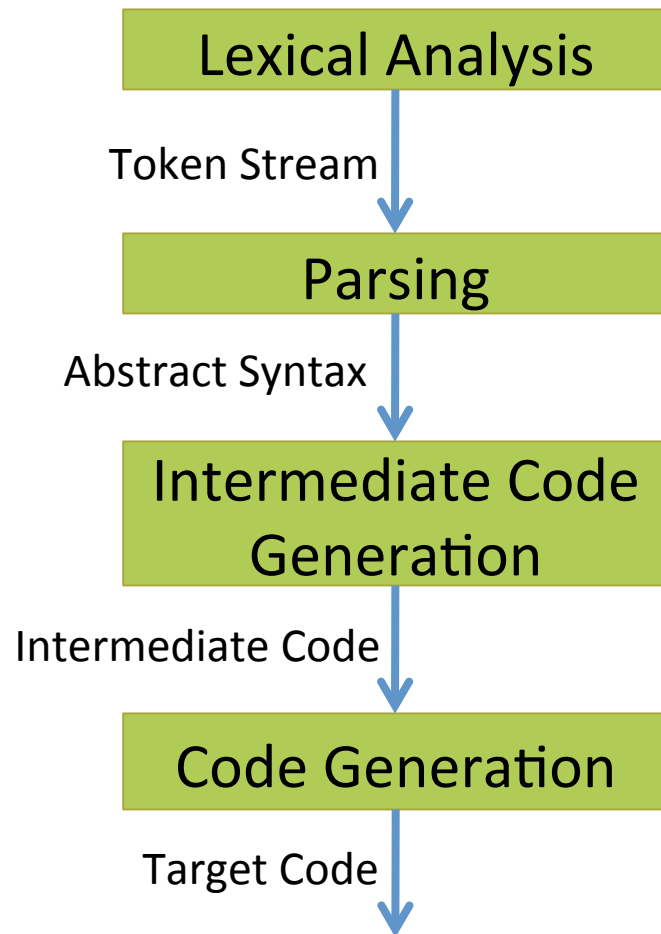 Lexical Analysis
Token Stream
Parsing
Abstract Syntax
Intermediate Code
Generation
Intermediate Code
Code Generation
Target Code